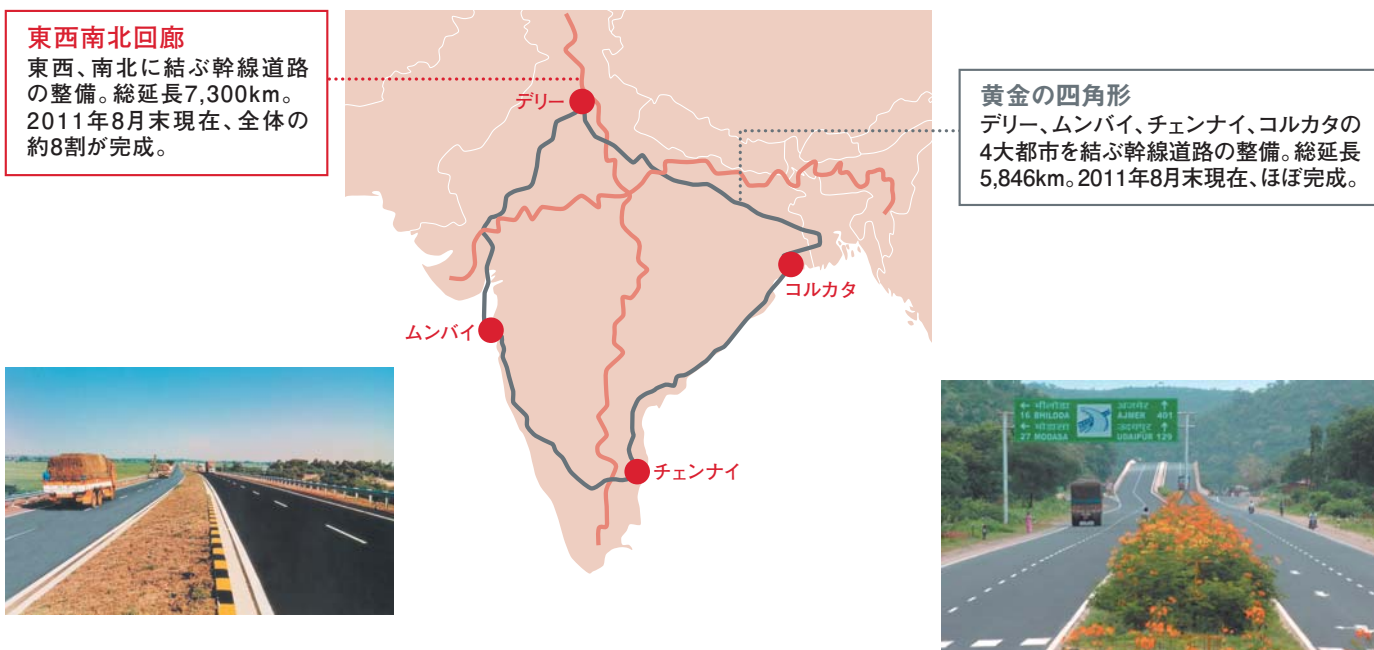 東西南北回廊
東西、南北に結ぶ幹線道路
の整備。総延長7,300km。
2011年8月末現在、全体の
約8割が完成。
デリー
黄金の四角形
デリー、ムンバイ、チェンナイ、コルカタの
4大都市を結ぶ幹線道路の整備。総延長
5,846km。2011年8月末現在、ほぼ完成。
コルカタ
ムンバイ
チェンナイ
← भीलोडा अजमेर ↑
16 BHILODA AJMER 401
← मोडासा उदयपुर ↑
27 MODASA UDAIPUR 129